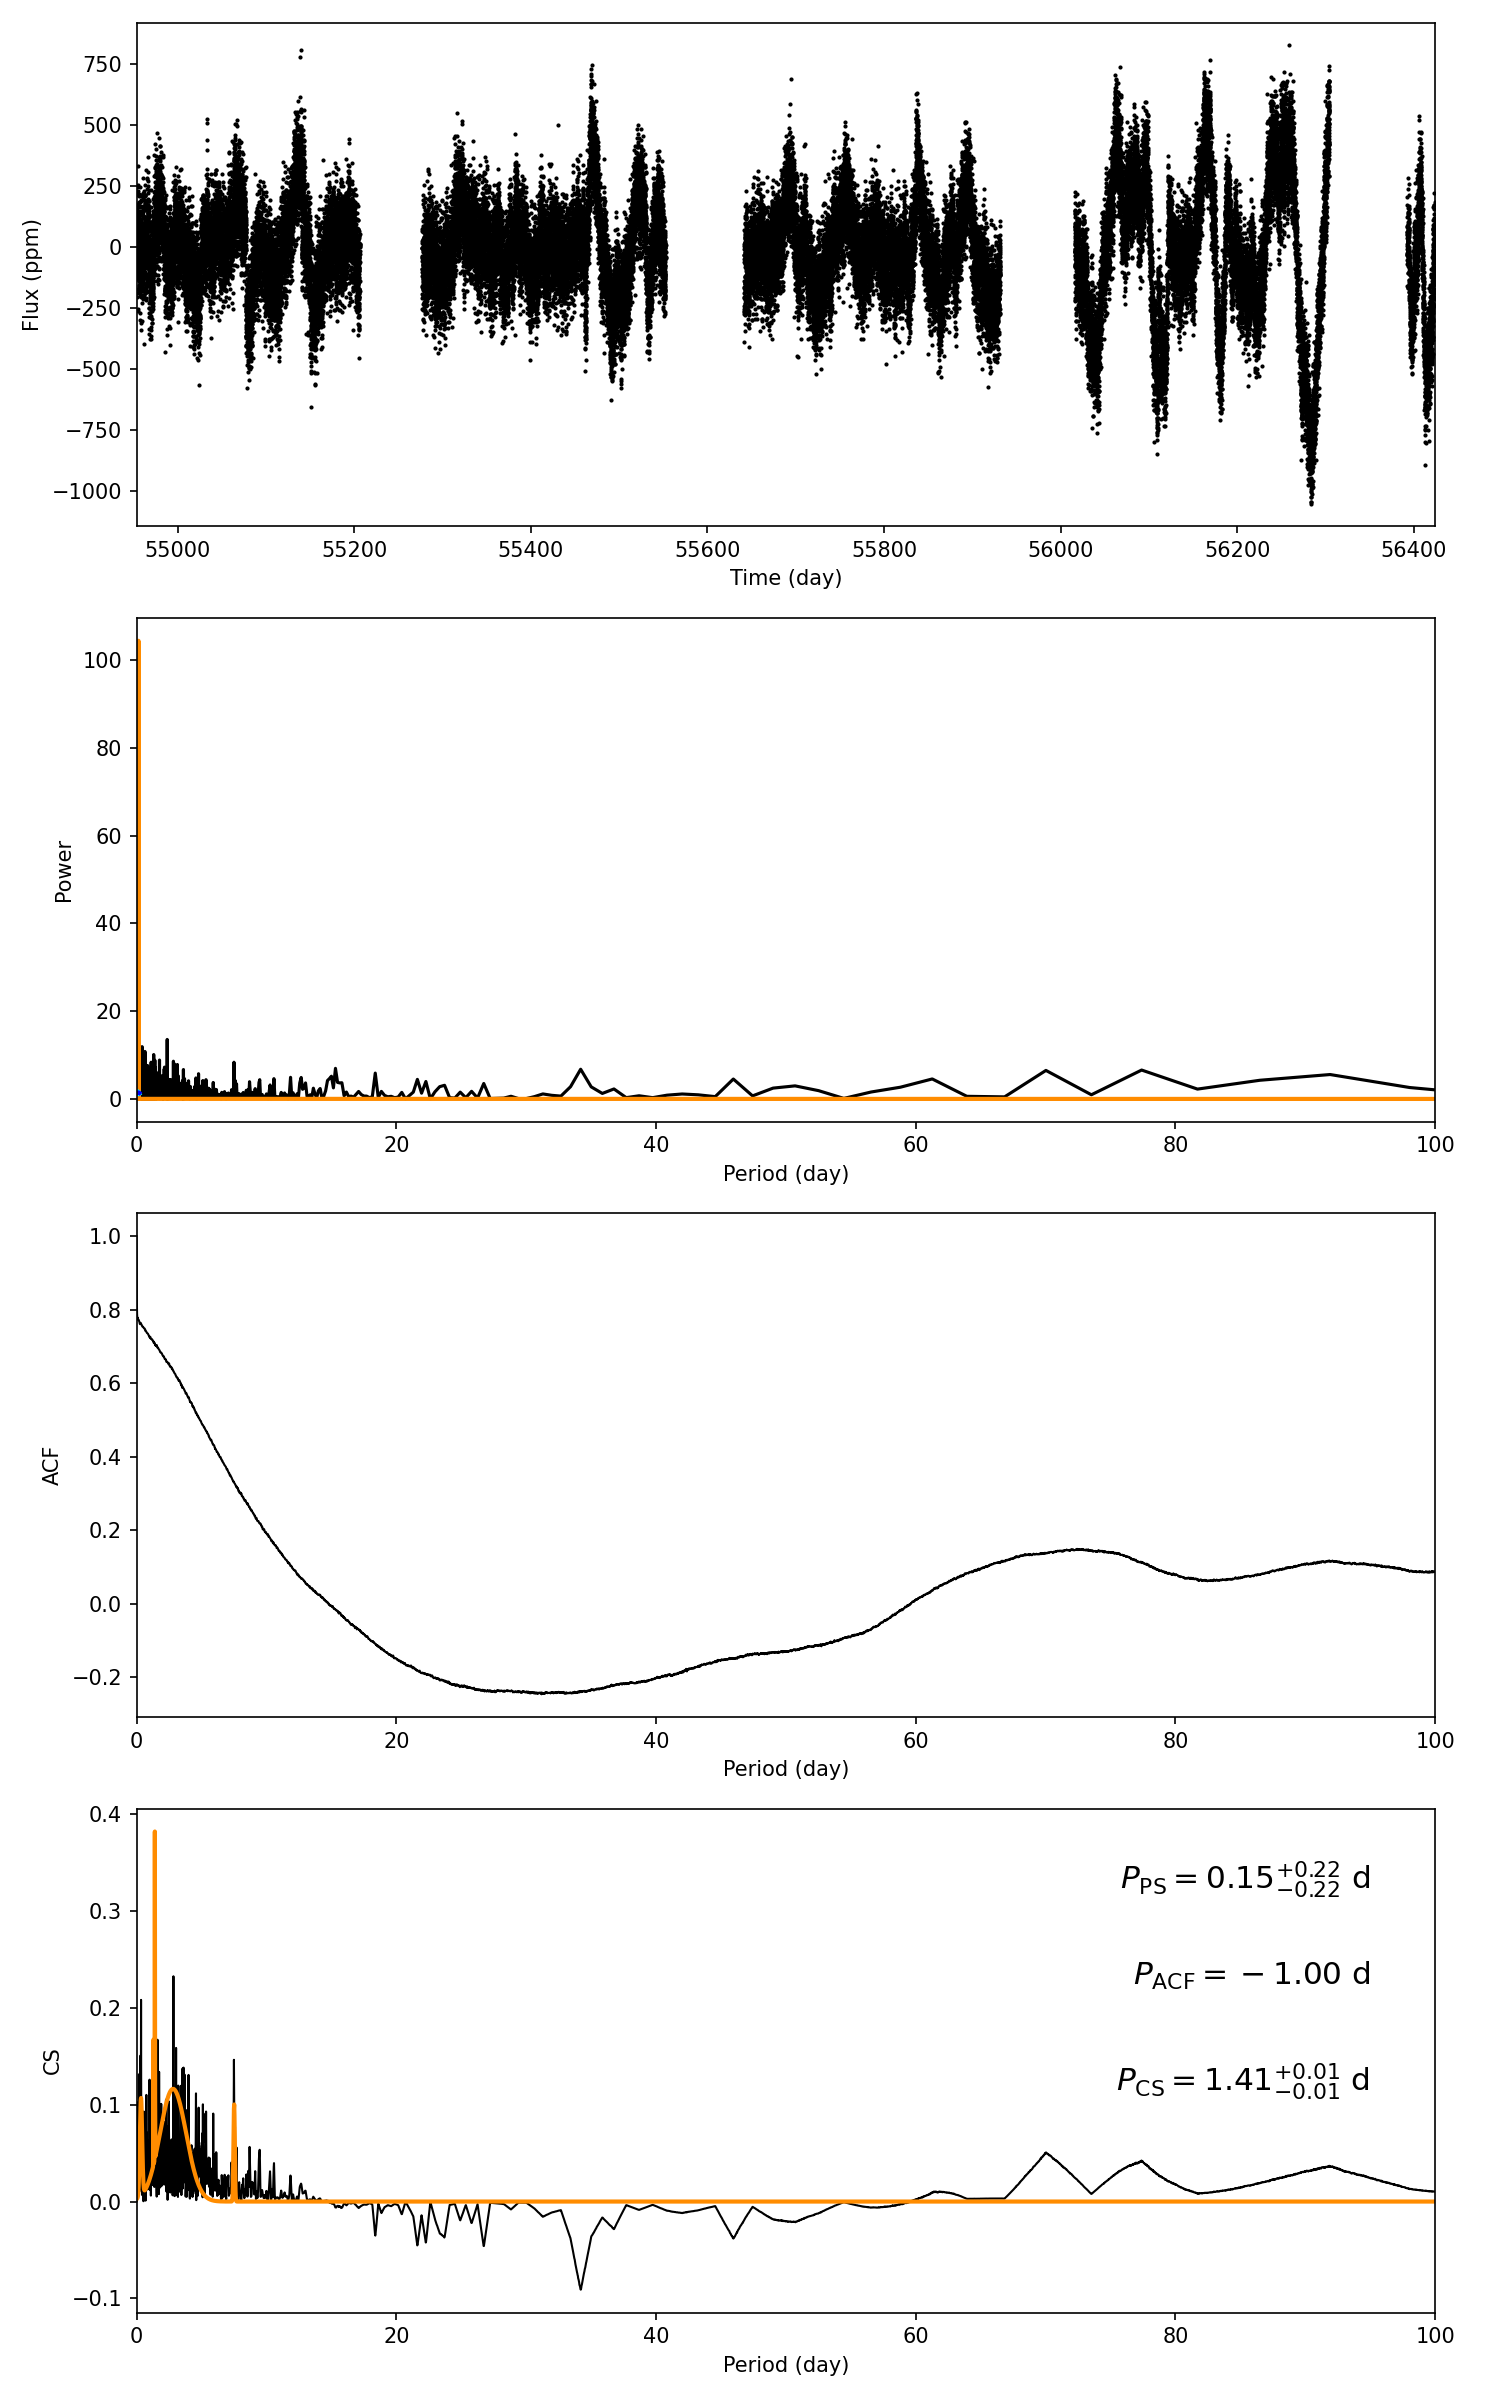 750
500
250
0
−250
−500
−750
−1000
Flux (ppm)
55000 55200 55400 55600 55800 56000 56200 56400
Time (day)
100
80
60
40
20
0
Power
0 20 40 60 80 100
Period (day)
1.0
0.8
0.6
0.4
0.2
0.0
−0.2
ACF
0 20 40 60 80 100
Period (day)
0.4
0.3
0.2
0.1
0.0
−0.1
CS
P_PS = 0.15 +0.22 −0.22 d
P_ACF = −1.00 d
P_CS = 1.41 +0.01 −0.01 d
0 20 40 60 80 100
Period (day)